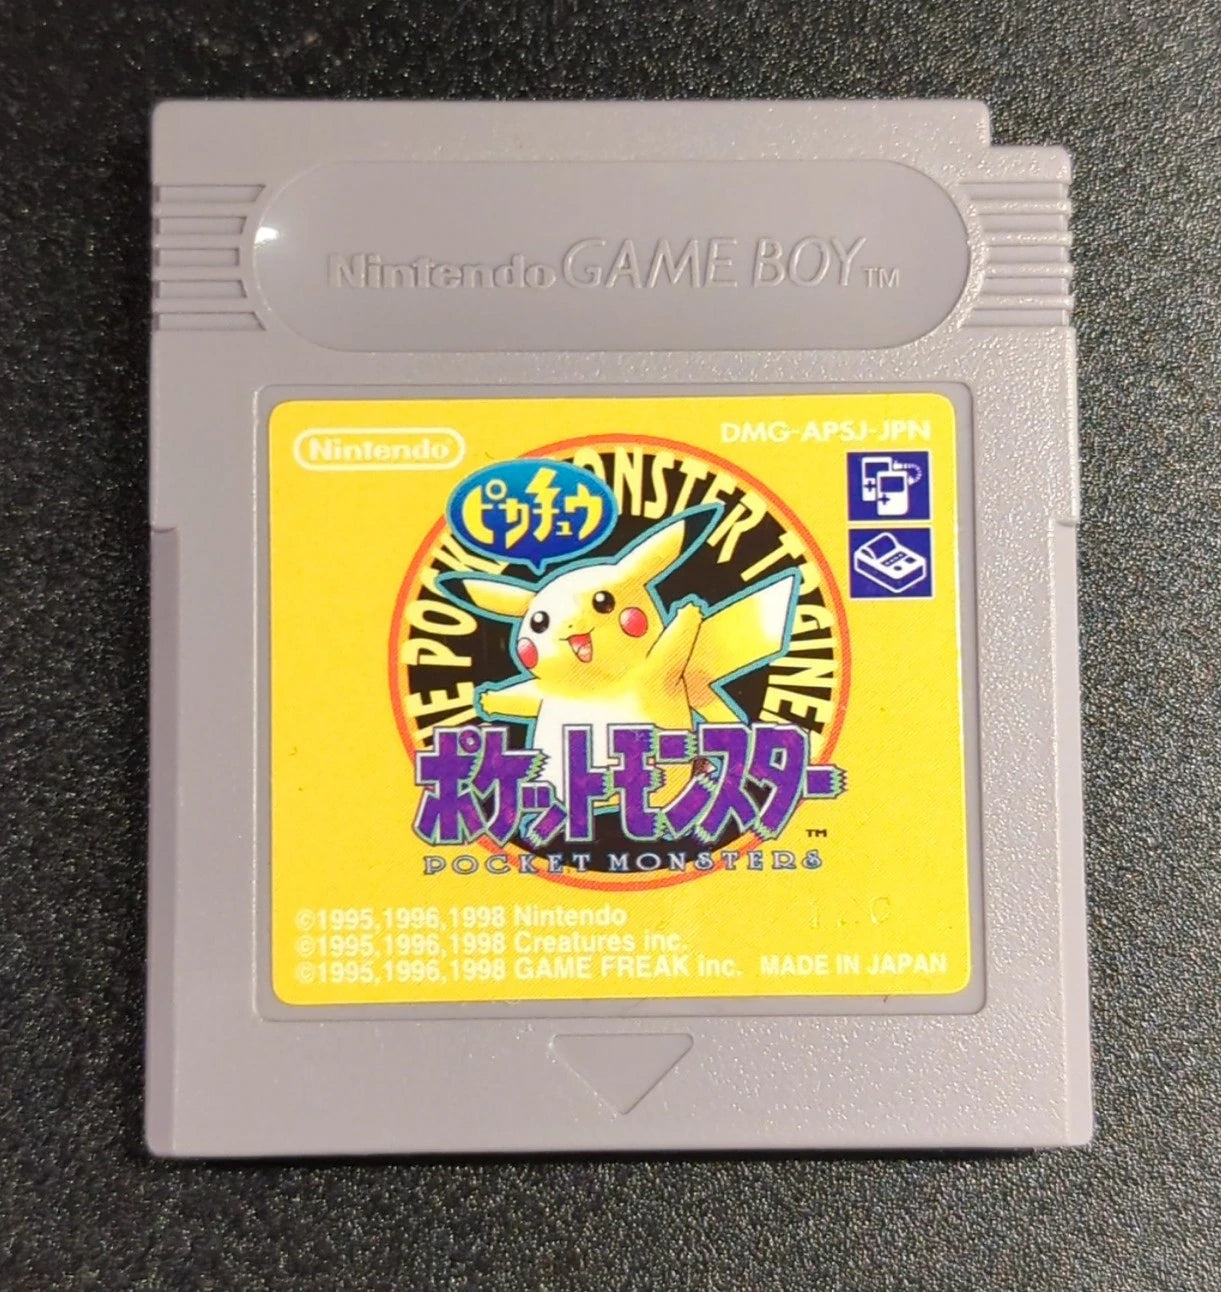 Nintendo GAME BOY TM
Nintendo
DMG-APSJ-JPN
ピカチュウ
MONSTER
ポケットモンスター TM
POCKET MONSTERS
©1995,1996,1998 Nintendo
©1995,1996,1998 Creatures inc.
©1995,1996,1998 GAME FREAK inc. MADE IN JAPAN